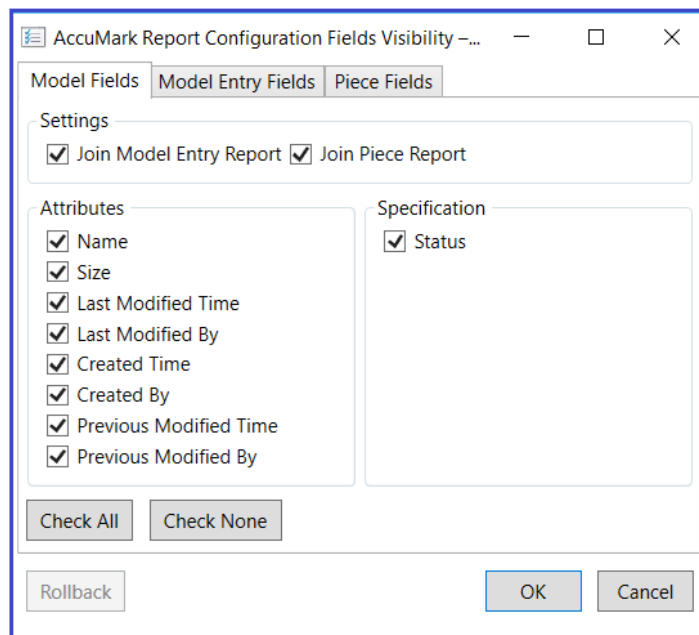 AccuMark Report Configuration Fields Visibility –...
Model Fields Model Entry Fields Piece Fields
Settings
Join Model Entry Report Join Piece Report
Attributes
Name
Size
Last Modified Time
Last Modified By
Created Time
Created By
Previous Modified Time
Previous Modified By
Specification
Status
Check All Check None
Rollback OK Cancel